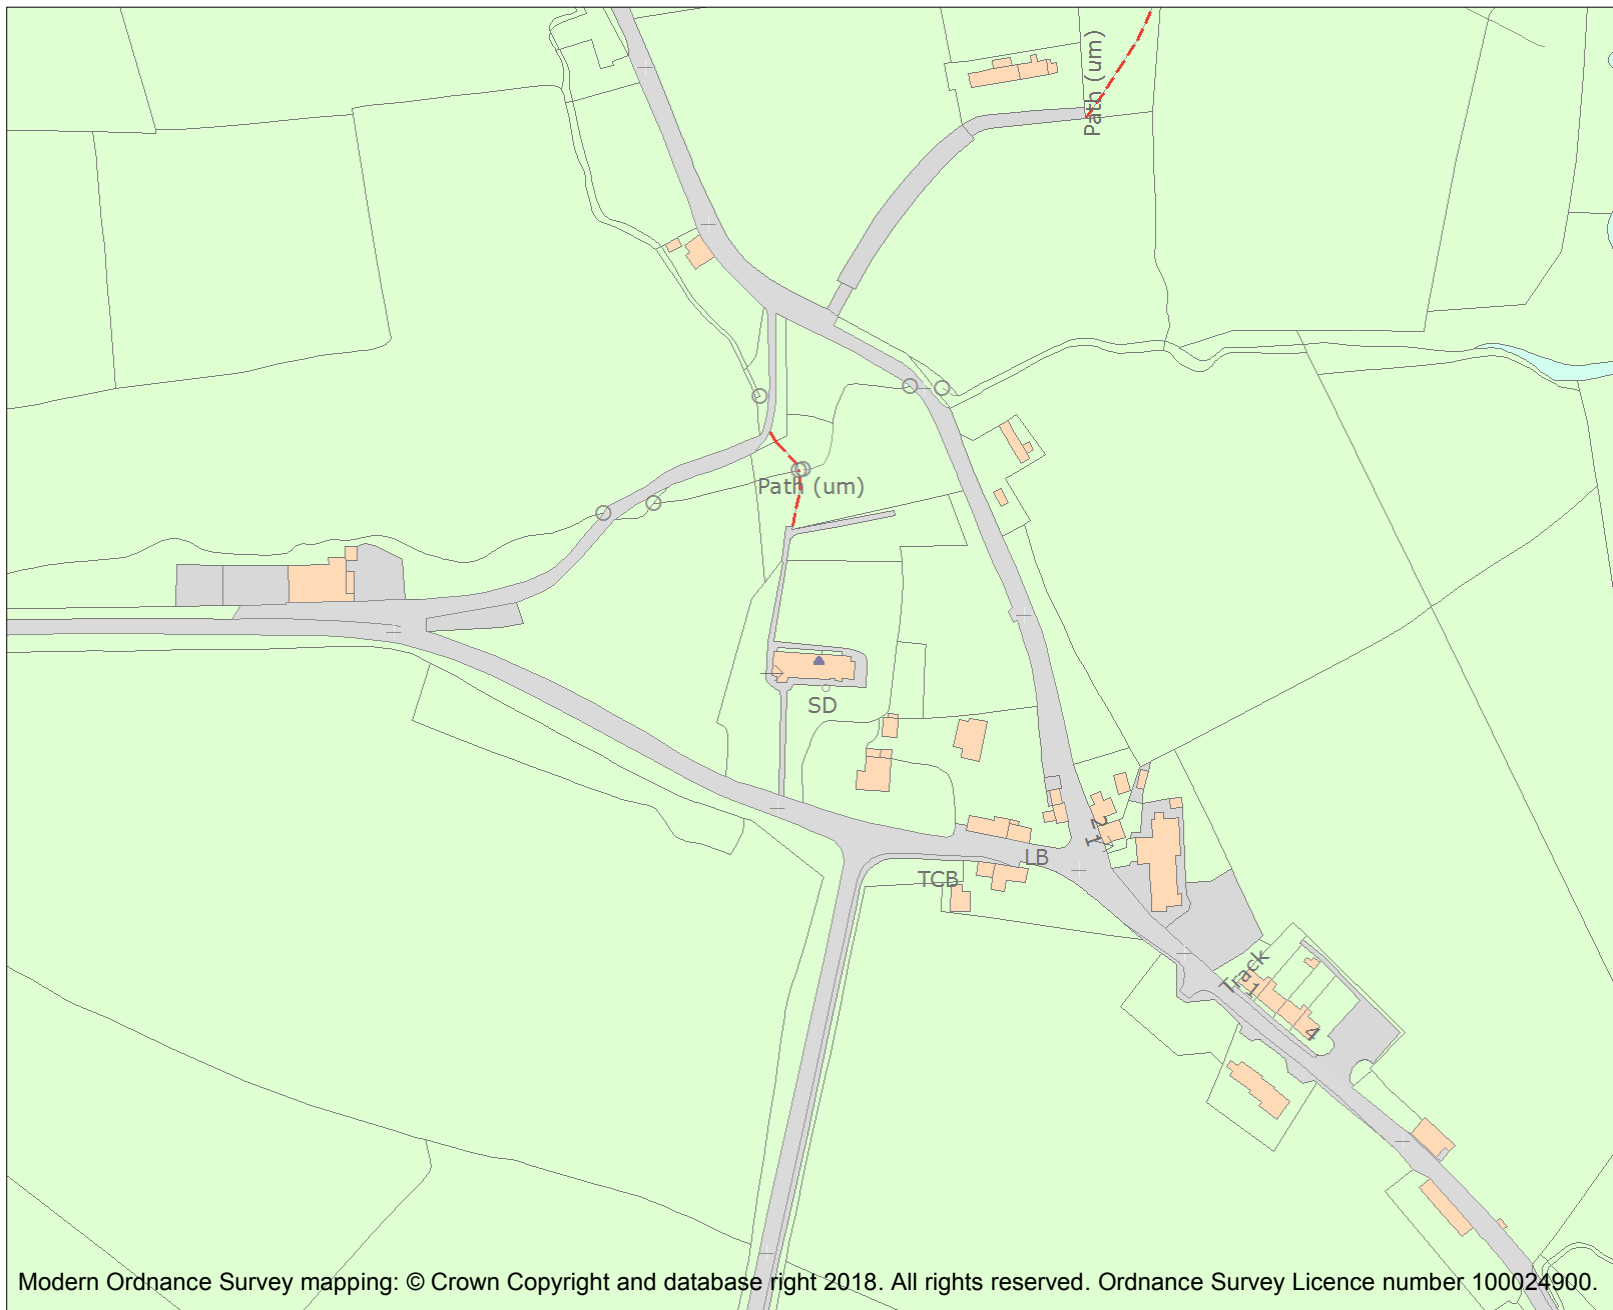 Path (um)
Path (um)
SD
2
1
LB
TCB
Track
1
4
Modern Ordnance Survey mapping: © Crown Copyright and database right 2018. All rights reserved. Ordnance Survey Licence number 100024900.